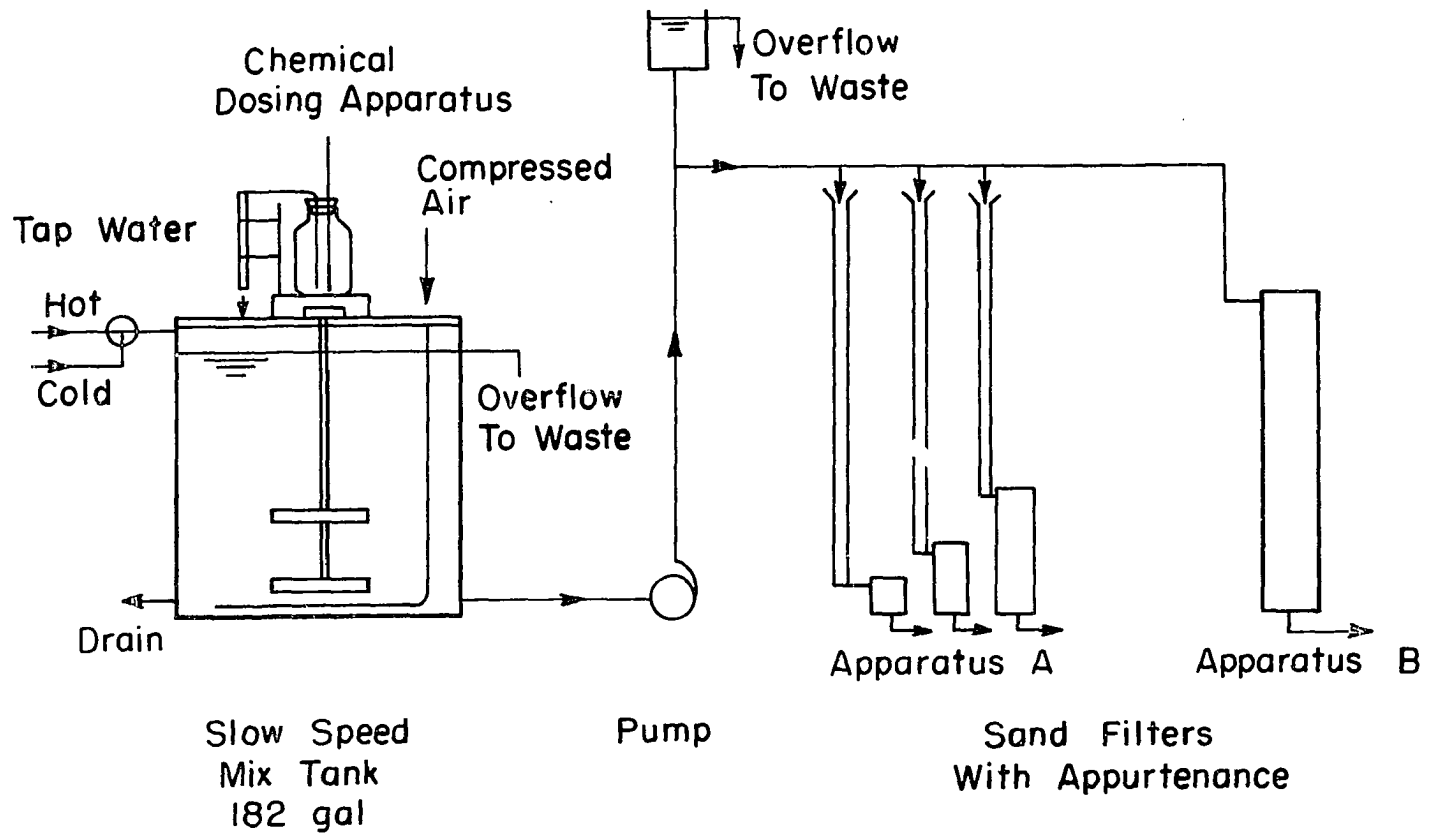 Chemical
Dosing Apparatus
Compressed
Air
Tap Water
Hot
Cold
Overflow
To Waste
Drain
Slow Speed
Mix Tank
182 gal
Overflow
To Waste
Pump
Apparatus A
Apparatus B
Sand Filters
With Appurtenance